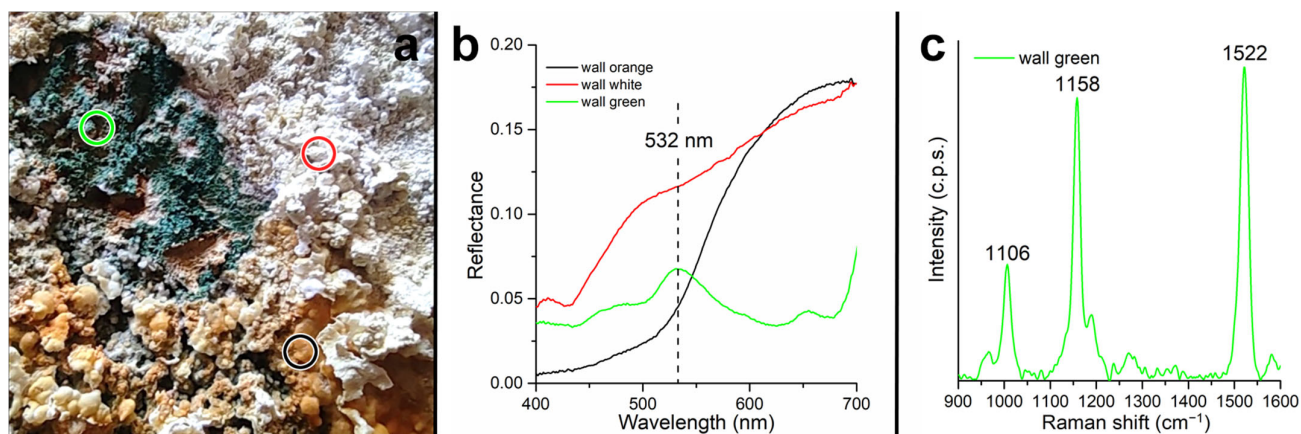 a
b
wall orange
wall white
wall green
532 nm
0.20
0.15
0.10
0.05
0.00
Reflectance
400
500
600
700
Wavelength (nm)
c
wall green
1522
1158
1106
Intensity (c.p.s.)
900 1000 1100 1200 1300 1400 1500 1600
Raman shift (cm⁻¹)